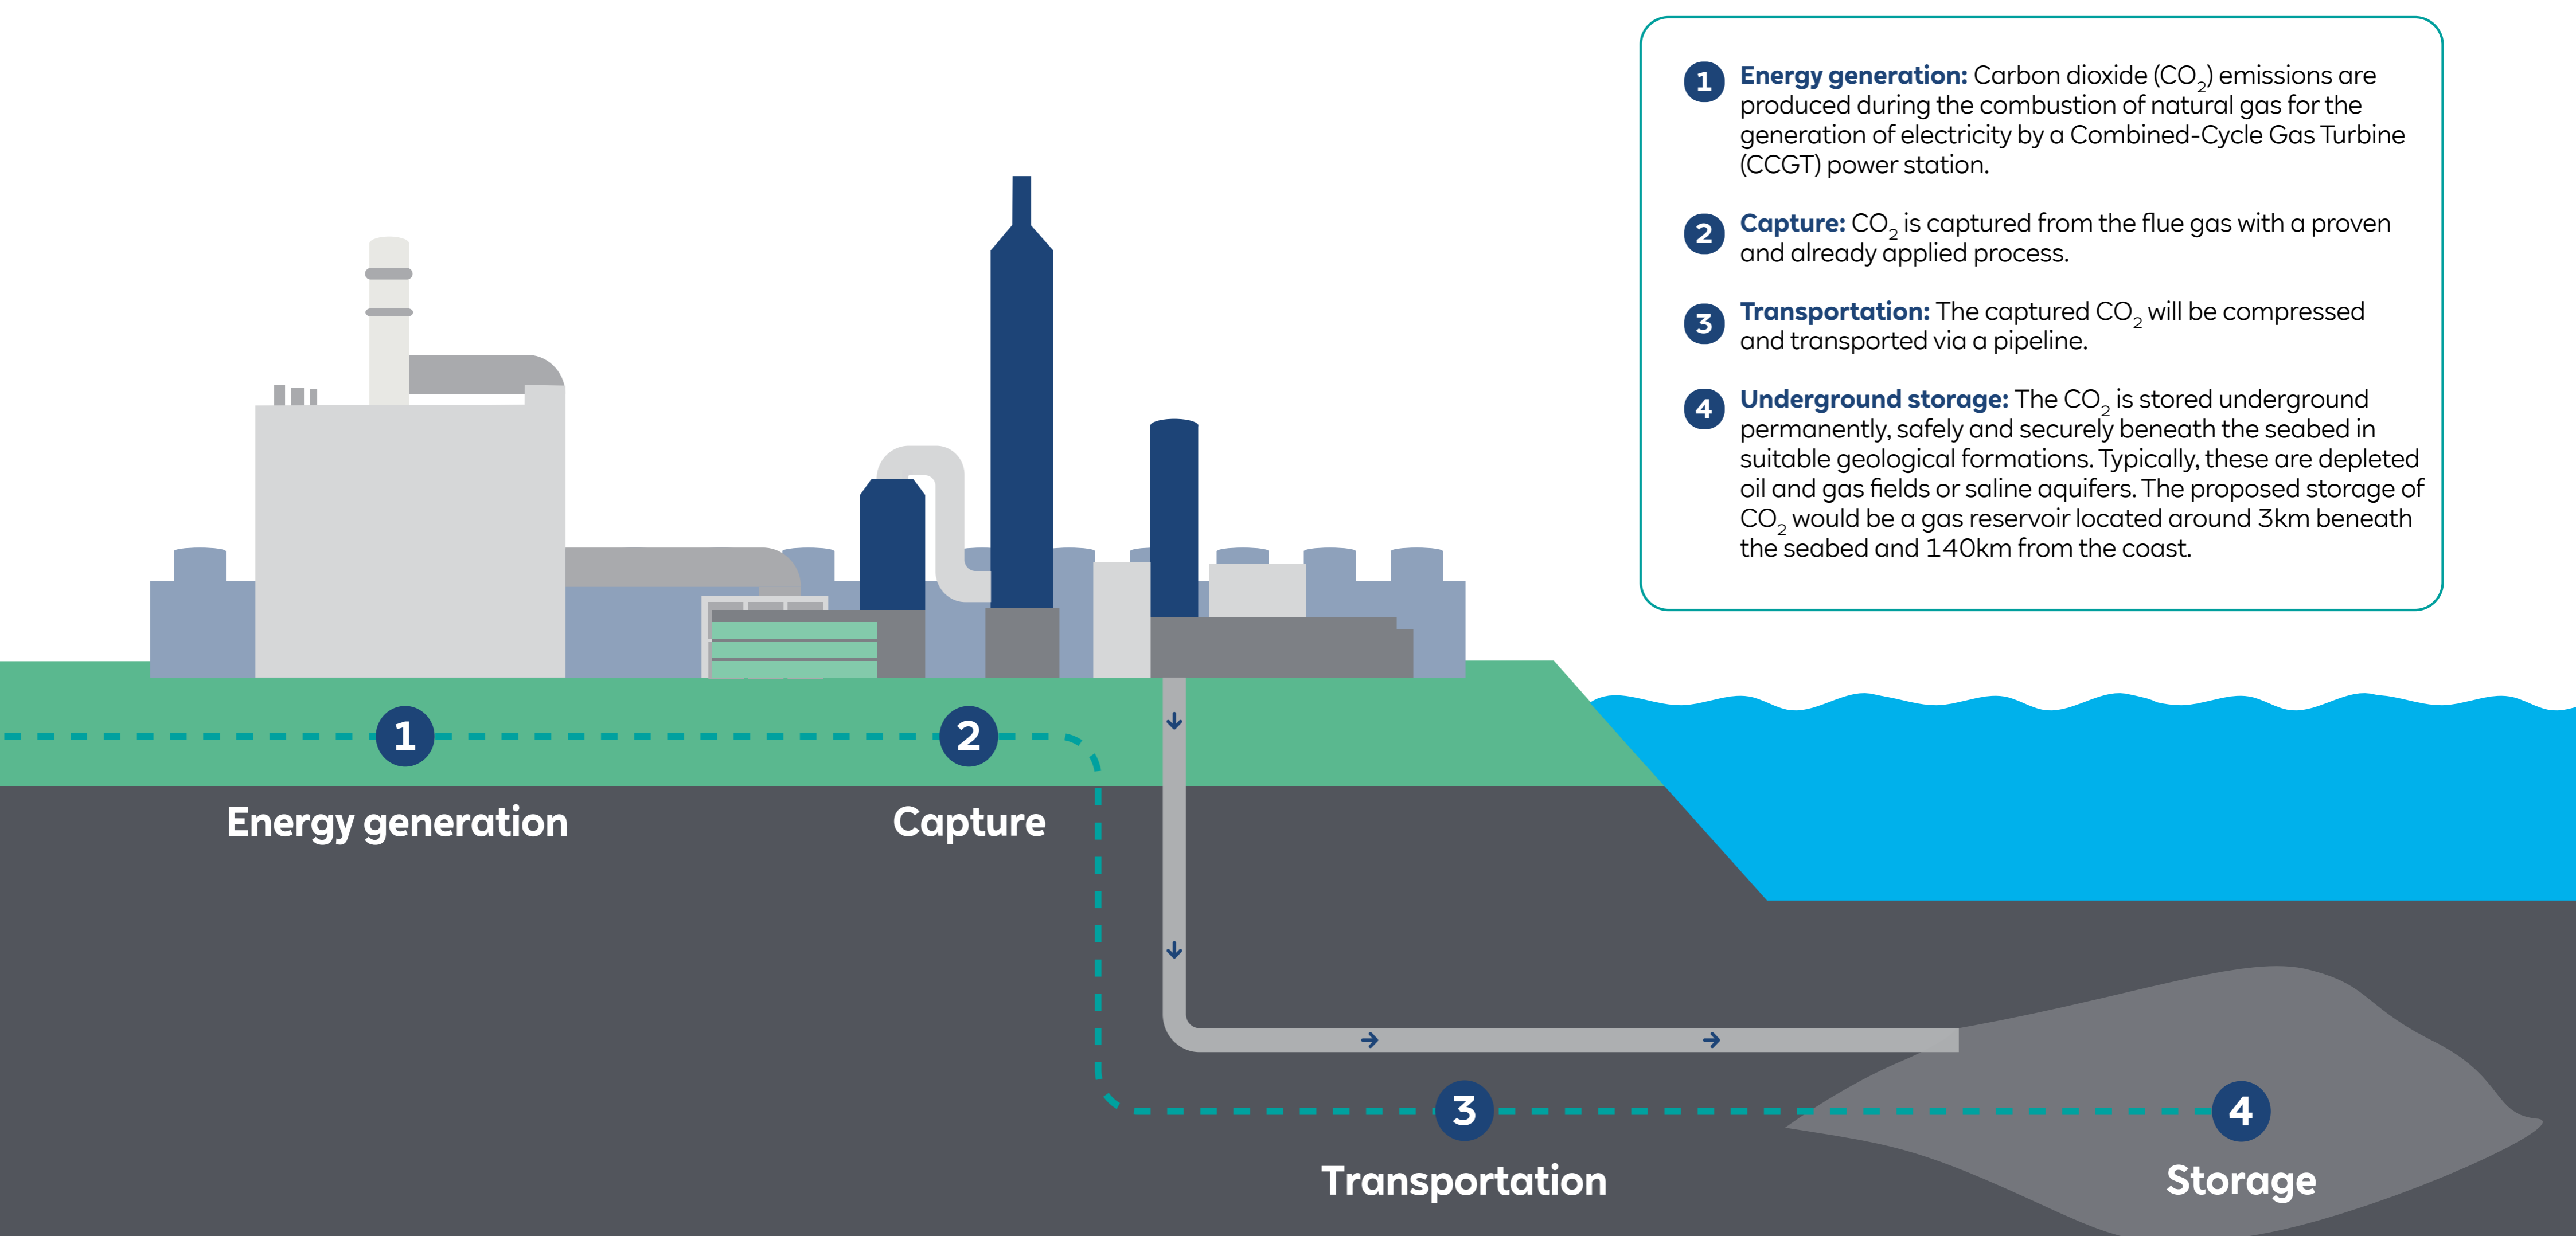 1 Energy generation: Carbon dioxide (CO₂) emissions are
produced during the combustion of natural gas for the
generation of electricity by a Combined-Cycle Gas Turbine
(CCGT) power station.
2 Capture: CO₂ is captured from the flue gas with a proven
and already applied process.
3 Transportation: The captured CO₂ will be compressed
and transported via a pipeline.
4 Underground storage: The CO₂ is stored underground
permanently, safely and securely beneath the seabed in
suitable geological formations. Typically, these are depleted
oil and gas fields or saline aquifers. The proposed storage of
CO₂ would be a gas reservoir located around 3km beneath
the seabed and 140km from the coast.
1
Energy generation
2
Capture
3
Transportation
4
Storage